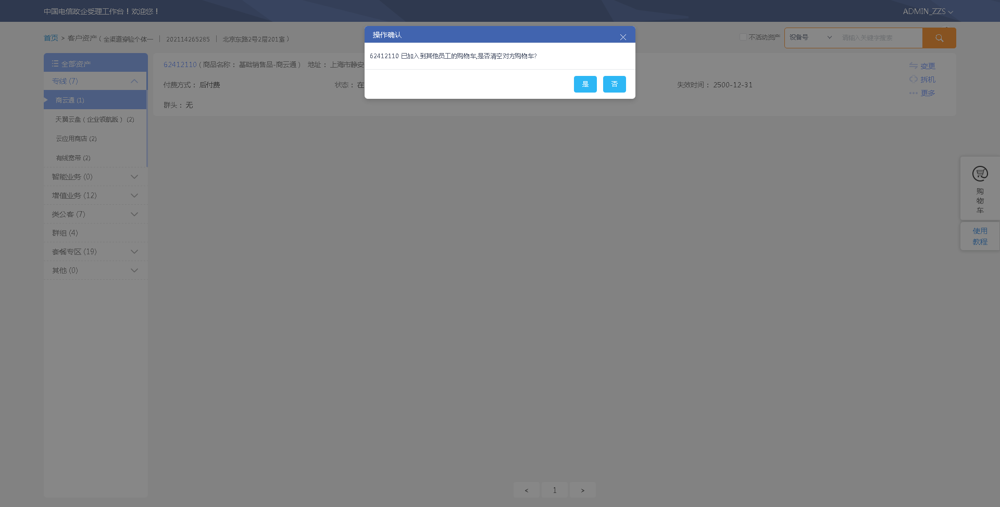 中国电信政企受理工作台！欢迎您！
ADMIN_ZZS
首页 > 客户资产（全渠道穿验个体一 | 202114265285 | 北京东路2号2层201室）
不活动资产
设备号
请输入关键字搜索
操作确认
62412110 已加入到其他员工的购物车,是否清空对方购物车?
是
否
全部资产
专线 (7)
商云通 (1)
天翼云盘（企业领航版） (2)
云应用商店 (2)
有线宽带 (2)
智能业务 (0)
增值业务 (12)
类公客 (7)
群组 (4)
套餐专区 (19)
其他 (0)
62412110（商品名称： 基础销售品-商云通） 地址： 上海市静安
付费方式： 后付费
状态： 在
失效时间： 2500-12-31
群头： 无
变更
拆机
更多
购物车
使用
教程
< 1 >